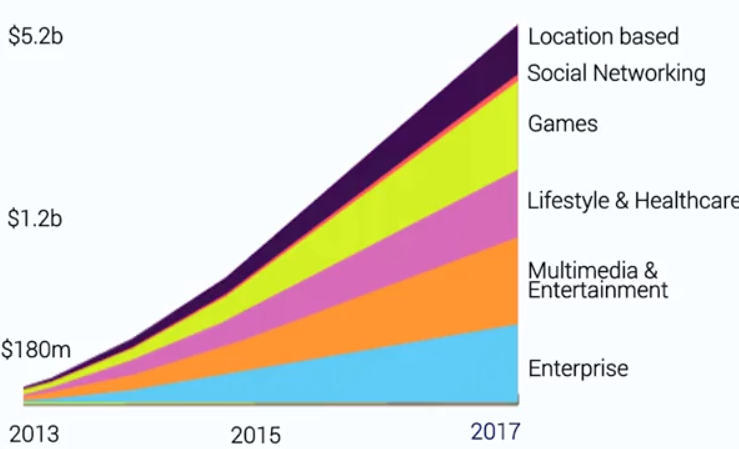 $5.2b
$1.2b
$180m
Location based
Social Networking
Games
Lifestyle & Healthcare
Multimedia &
Entertainment
Enterprise
2013
2015
2017